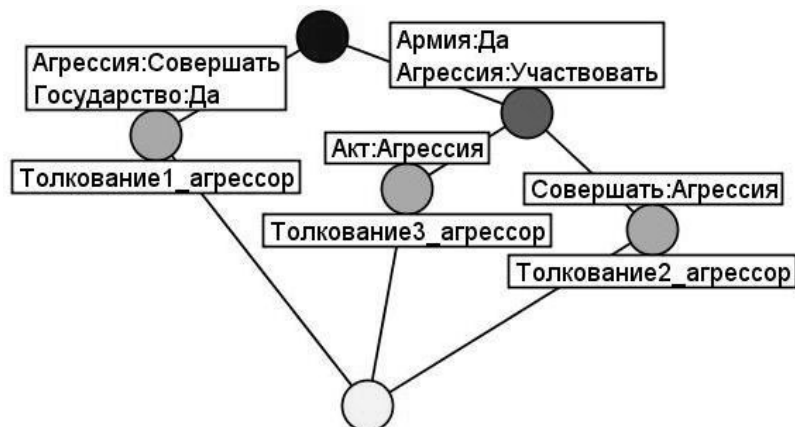 Агрессия:Совершать
Государство:Да
Армия:Да
Агрессия:Участвовать
Толкование1_агрессор
Акт:Агрессия
Толкование3_агрессор
Совершать:Агрессия
Толкование2_агрессор